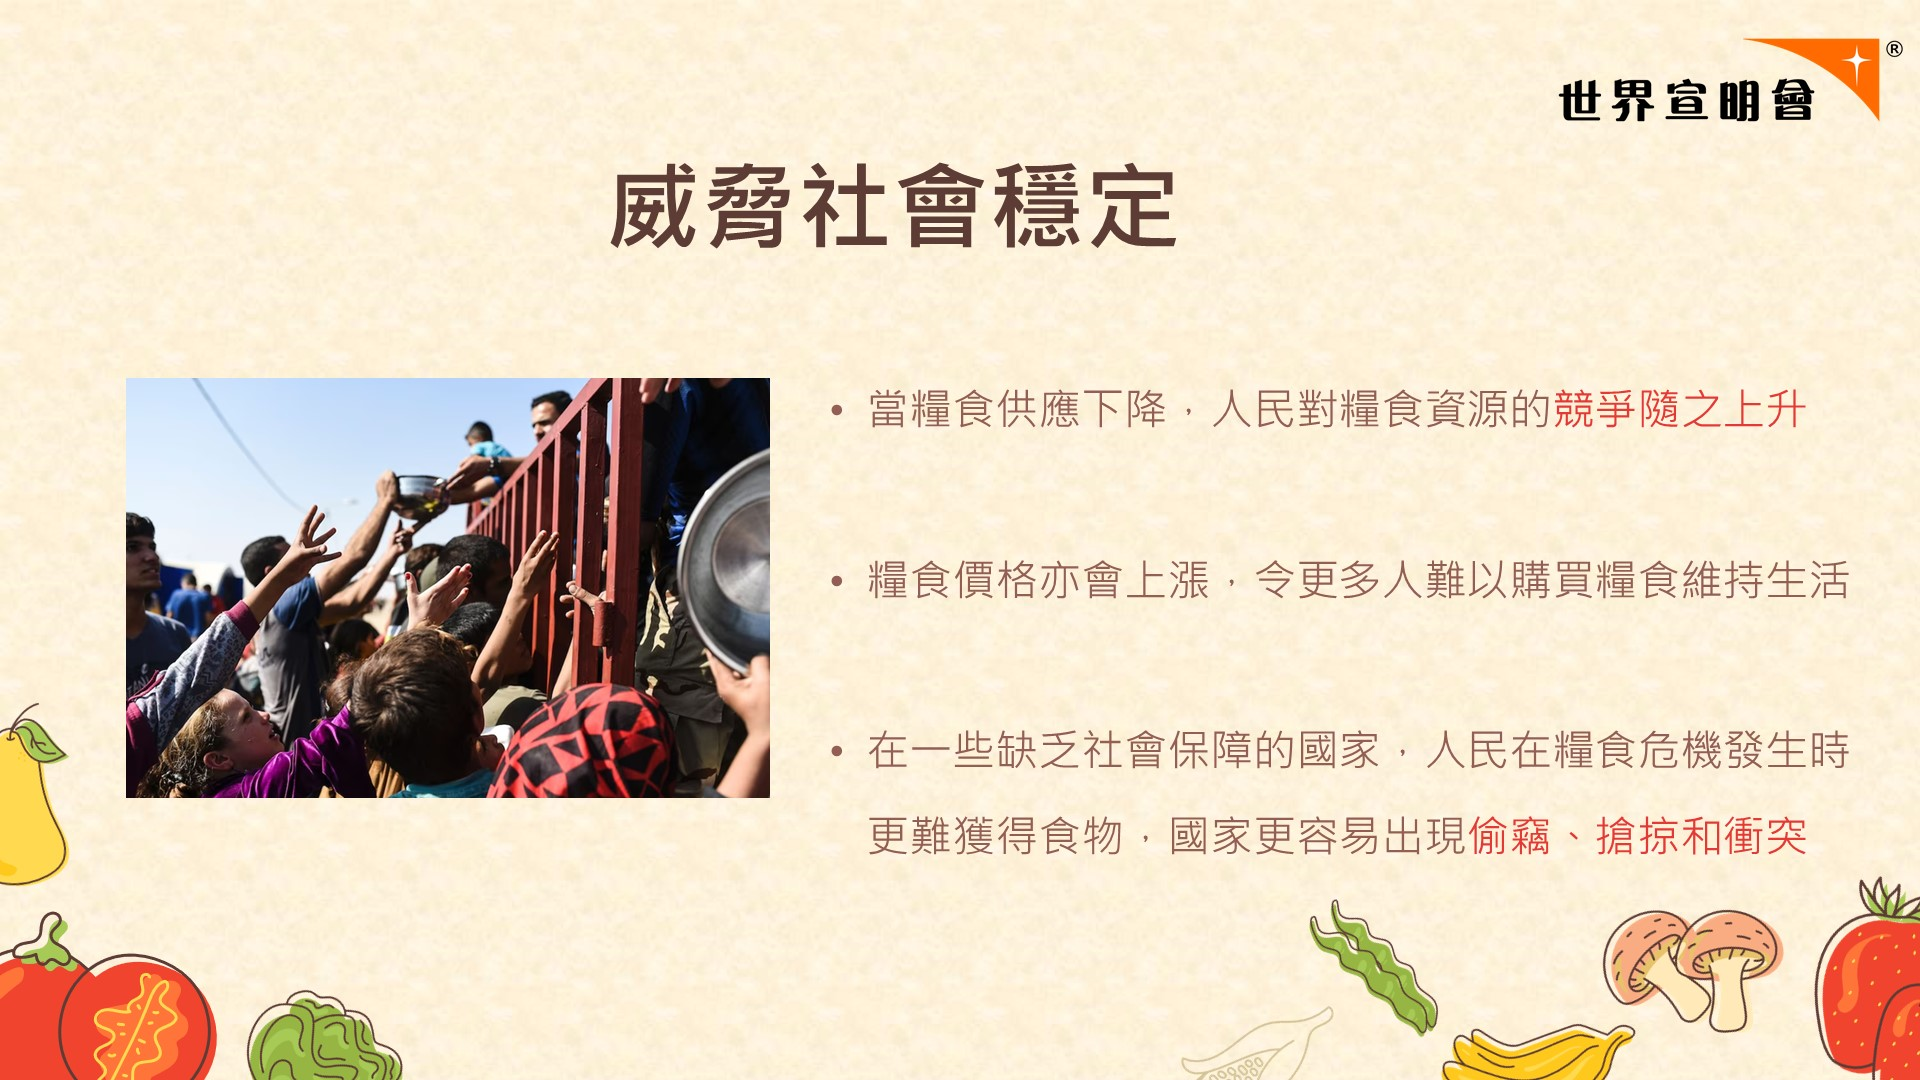 世界宣明會®
威脅社會穩定
• 當糧食供應下降，人民對糧食資源的競爭隨之上升
• 糧食價格亦會上漲，令更多人難以購買糧食維持生活
• 在一些缺乏社會保障的國家，人民在糧食危機發生時
更難獲得食物，國家更容易出現偷竊、搶掠和衝突